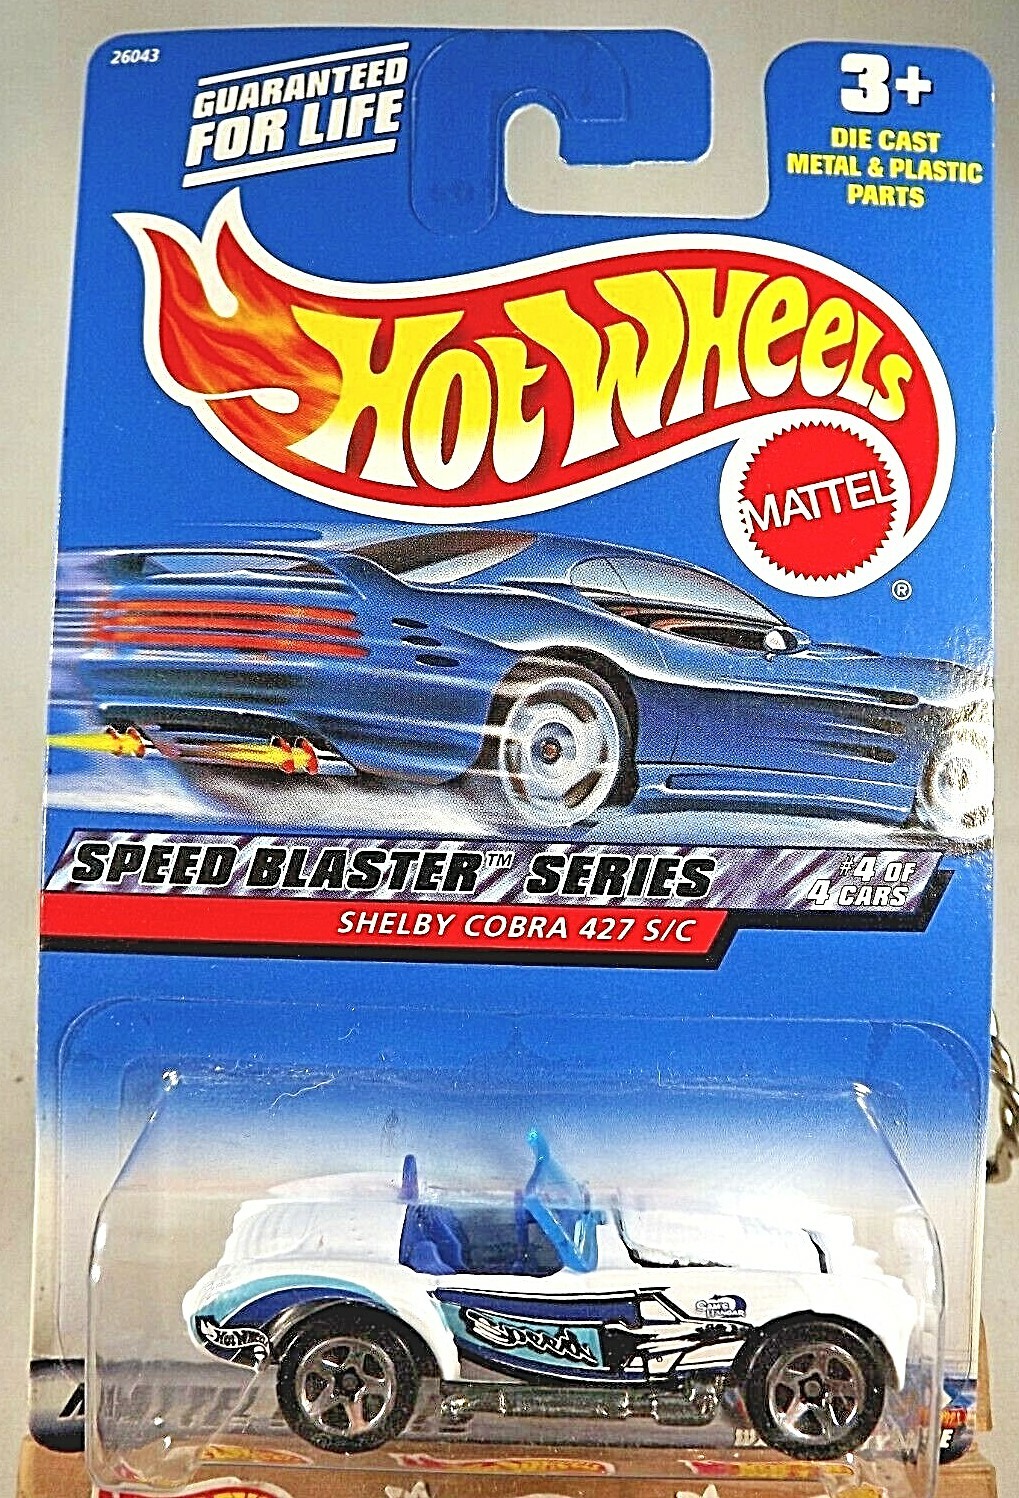 26043
GUARANTEED
FOR LIFE
3+
DIE CAST
METAL & PLASTIC
PARTS
HOT WHEELS
MATTEL
®
SPEED BLASTER™ SERIES
#4 OF
4 CARS
SHELBY COBRA 427 S/C
Hot Wheels